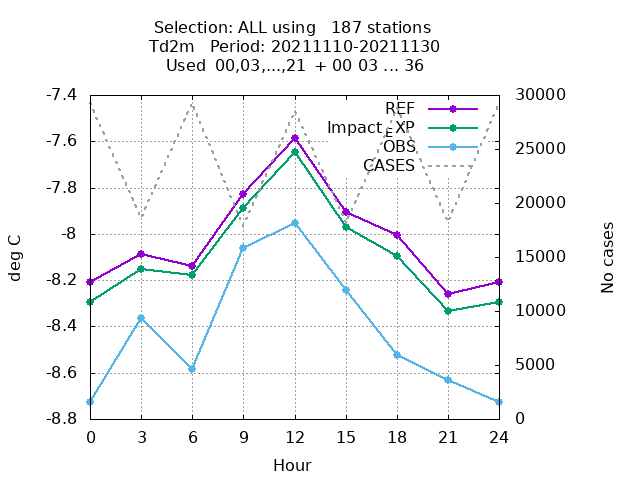 Selection: ALL using   187 stations
Td2m   Period: 20211110-20211130
Used  00,03,...,21  + 00 03 ... 36
-7.4
-7.6
-7.8
-8
-8.2
-8.4
-8.6
-8.8
deg C
REF
Impact_EXP
OBS
CASES
30000
25000
20000
15000
10000
5000
0
No cases
0 3 6 9 12 15 18 21 24
Hour